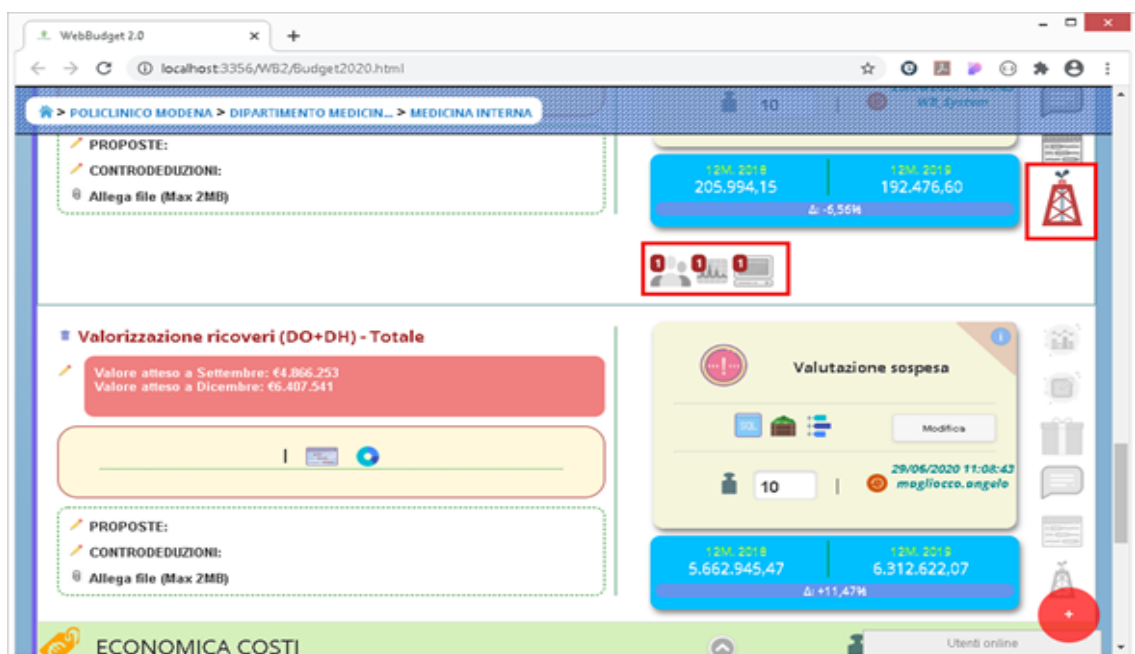 WebBudget 2.0
localhost:3356/WB2/Budget2020.html
> POLICLINICO MODENA > DIPARTIMENTO MEDICIN... > MEDICINA INTERNA
10 |
WB_System
PROPOSTE:
CONTRODEDUZIONI:
Allega file (Max 2MB)
12M. 2018 12M. 2019
205.994,15 192.476,60
Δ: -6,56%
1 1 1
Valorizzazione ricoveri (DO+DH) - Totale
Valore atteso a Settembre: €4.866.253
Valore atteso a Dicembre: €6.487.541
Valutazione sospesa
i
SQL
Modifica
10 |
29/06/2020 11:08:43
magliocco.angelo
PROPOSTE:
CONTRODEDUZIONI:
Allega file (Max 2MB)
12M. 2018 12M. 2019
5.662.945,47 6.312.622,07
Δ: +11,47%
+
ECONOMICA COSTI
Utenti online